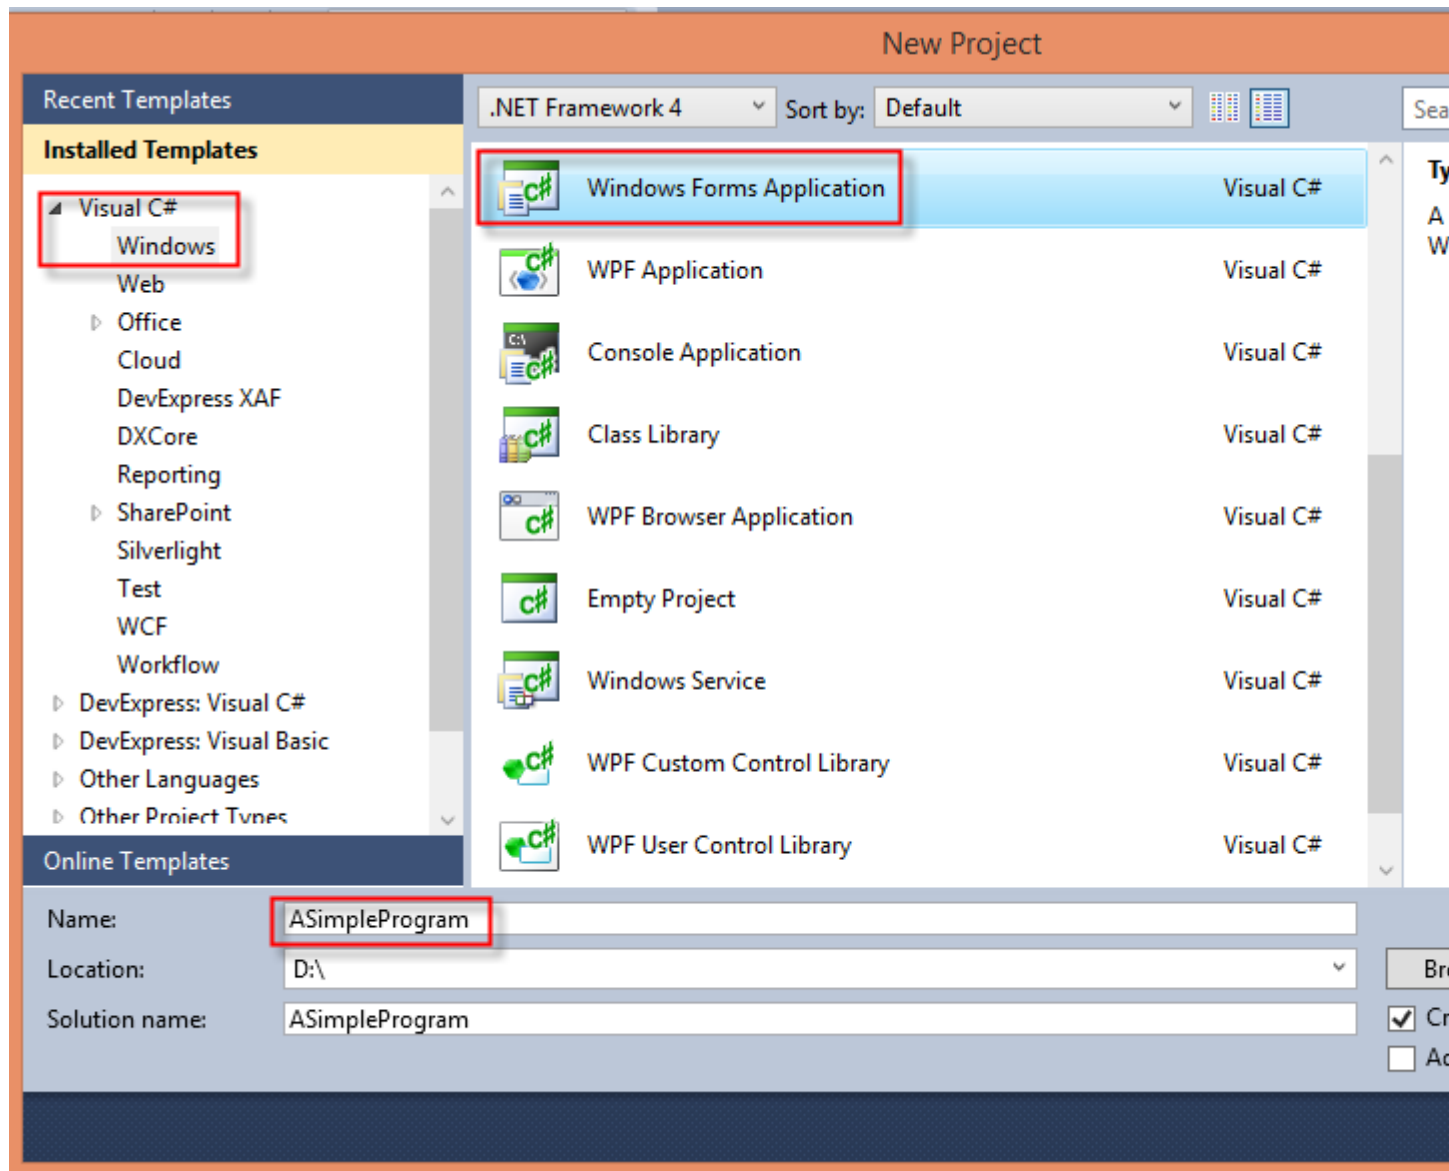 New Project
Recent Templates
Installed Templates
Visual C#
Windows
Web
Office
Cloud
DevExpress XAF
DXCore
Reporting
SharePoint
Silverlight
Test
WCF
Workflow
DevExpress: Visual C#
DevExpress: Visual Basic
Other Languages
Other Project Types
Online Templates
.NET Framework 4 Sort by: Default
Windows Forms Application Visual C#
WPF Application Visual C#
Console Application Visual C#
Class Library Visual C#
WPF Browser Application Visual C#
Empty Project Visual C#
Windows Service Visual C#
WPF Custom Control Library Visual C#
WPF User Control Library Visual C#
A
Name: ASimpleProgram
Location: D:\
Solution name: ASimpleProgram